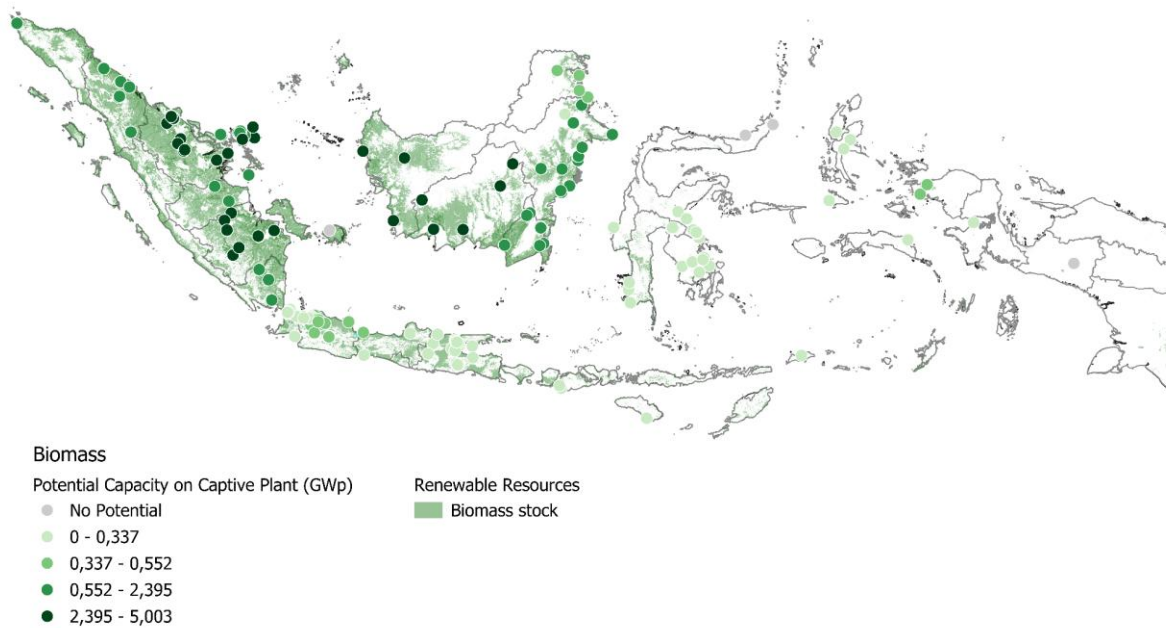 Biomass
Potential Capacity on Captive Plant (GWp)
No Potential
0 - 0,337
0,337 - 0,552
0,552 - 2,395
2,395 - 5,003
Renewable Resources
Biomass stock